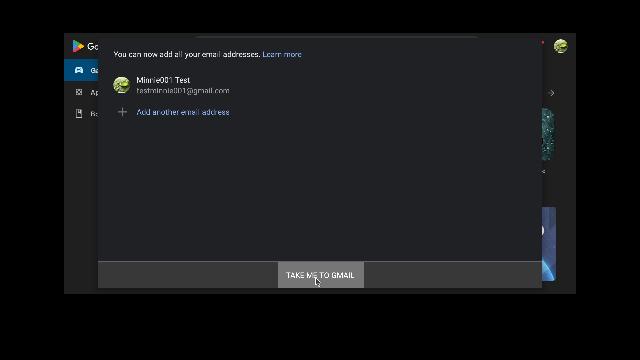 Go
You can now add all your email addresses. Learn more
Ga
Minnie001 Test
testminnie001@gmail.com
Ap
Add another email address
Bo
TAKE ME TO GMAIL